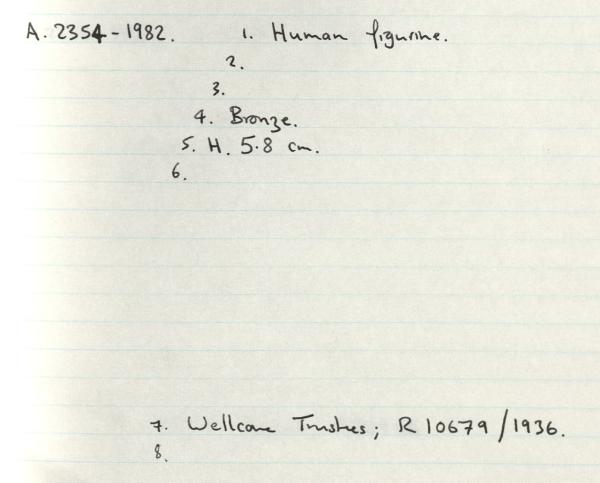 A. 2354-1982. 1. Human figurine.
2.
3.
4. Bronze.
5. H. 5.8 cm.
6.
7. Wellcome Trustees; R 10679/1936.
8.